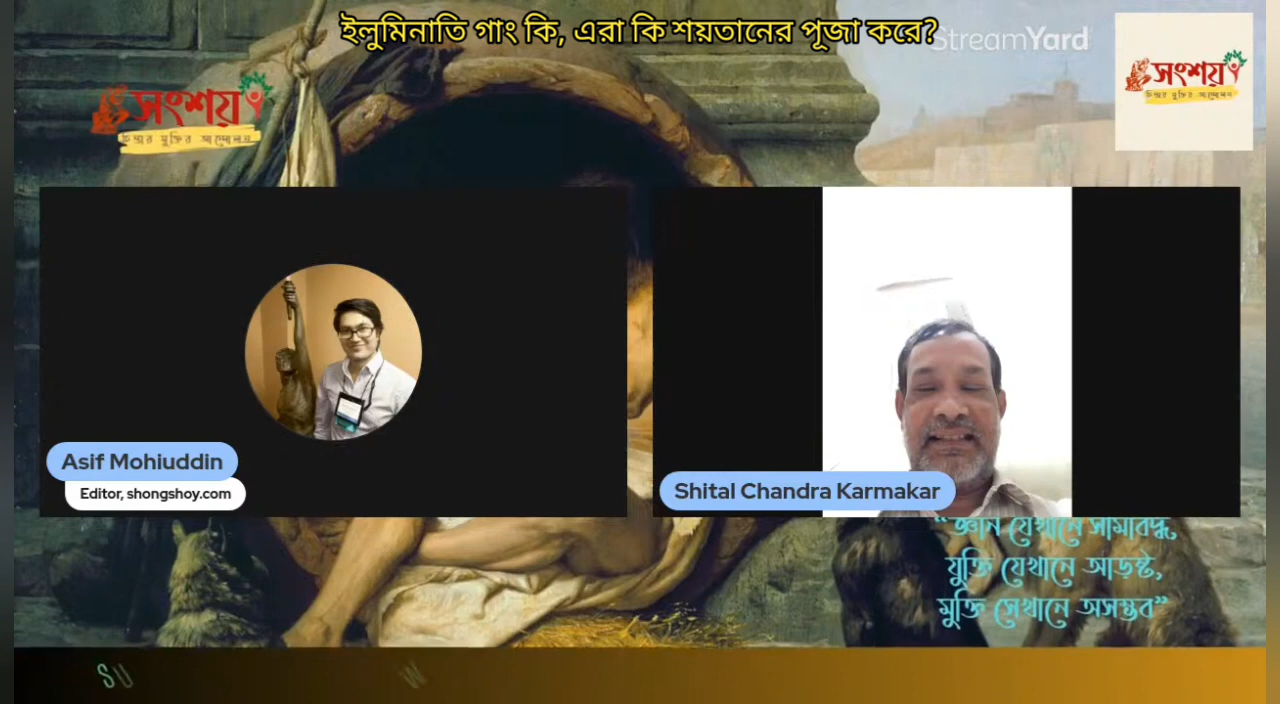 ইলুমিনাতি গাং কি, এরা কি শয়তানের পূজা করে?
StreamYard
সংশয়
চিন্তার মুক্তির আন্দোলন
সংশয়
চিন্তার মুক্তির আন্দোলন
Asif Mohiuddin
Editor, shongshoy.com
Shital Chandra Karmakar
“জ্ঞান যেখানে সীমাবদ্ধ,
যুক্তি যেখানে আড়ষ্ট,
মুক্তি সেখানে অসম্ভব”
SU
W